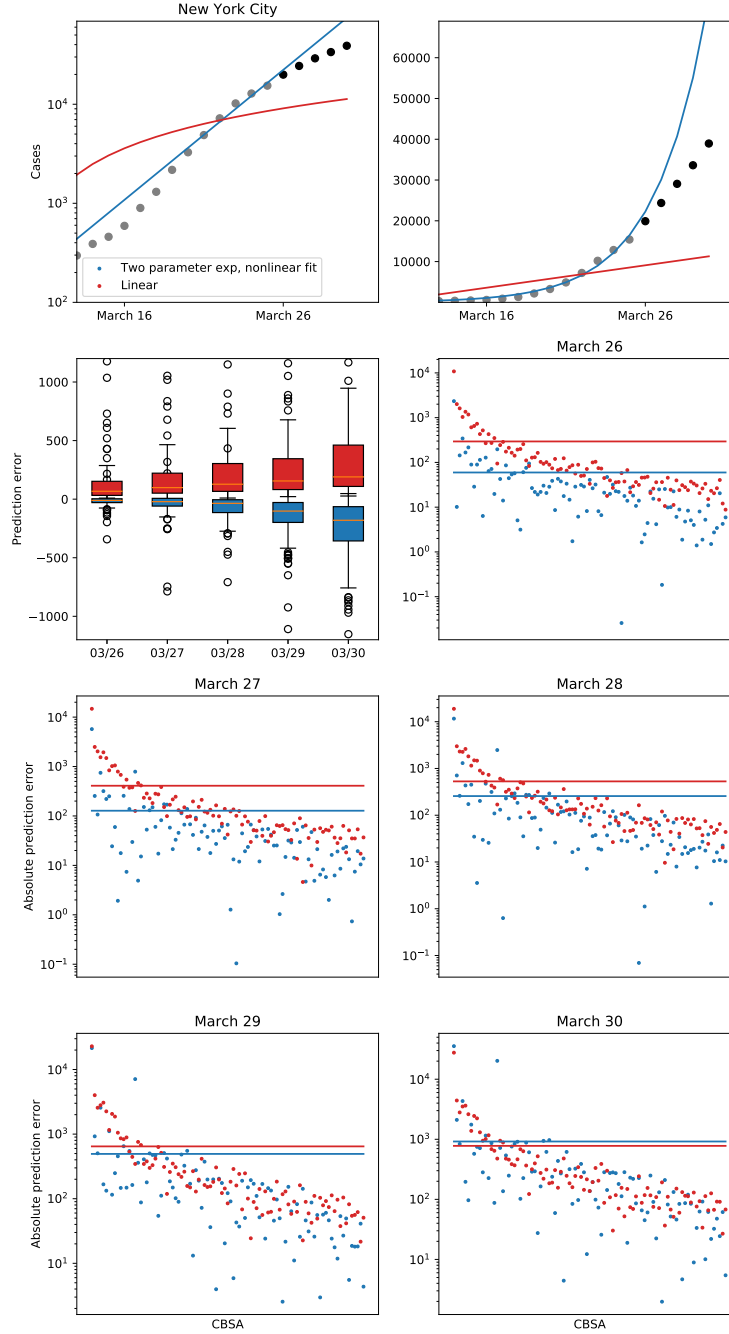 New York City
Cases
10^4
10^3
10^2
Two parameter exp, nonlinear fit
Linear
March 16
March 26
60000
50000
40000
30000
20000
10000
March 16
March 26
Prediction error
1000
500
0
−500
−1000
03/26
03/27
03/28
03/29
03/30
March 26
10^4
10^3
10^2
10^1
10^0
10^−1
March 27
Absolute prediction error
10^4
10^3
10^2
10^1
10^0
10^−1
March 28
10^4
10^3
10^2
10^1
10^0
10^−1
March 29
Absolute prediction error
10^4
10^3
10^2
10^1
CBSA
March 30
10^4
10^3
10^2
10^1
CBSA